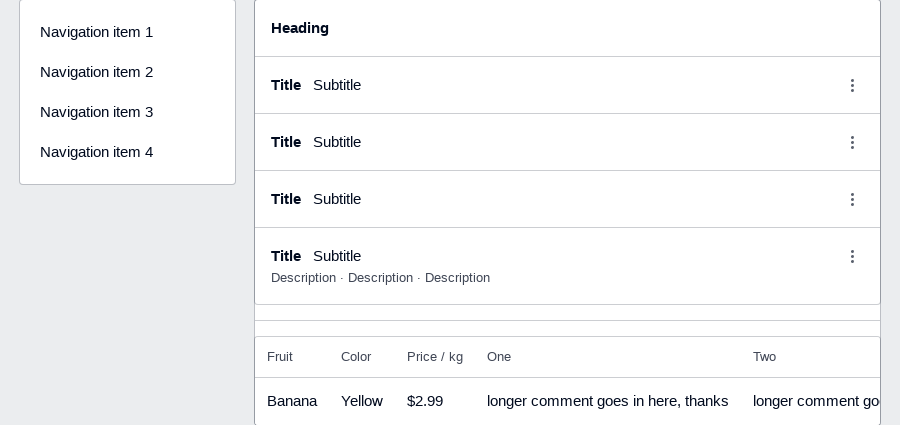 Navigation item 1
Navigation item 2
Navigation item 3
Navigation item 4
Heading
Title Subtitle
Title Subtitle
Title Subtitle
Title Subtitle
Description · Description · Description
Fruit Color Price / kg One Two
Banana Yellow $2.99 longer comment goes in here, thanks longer comment go